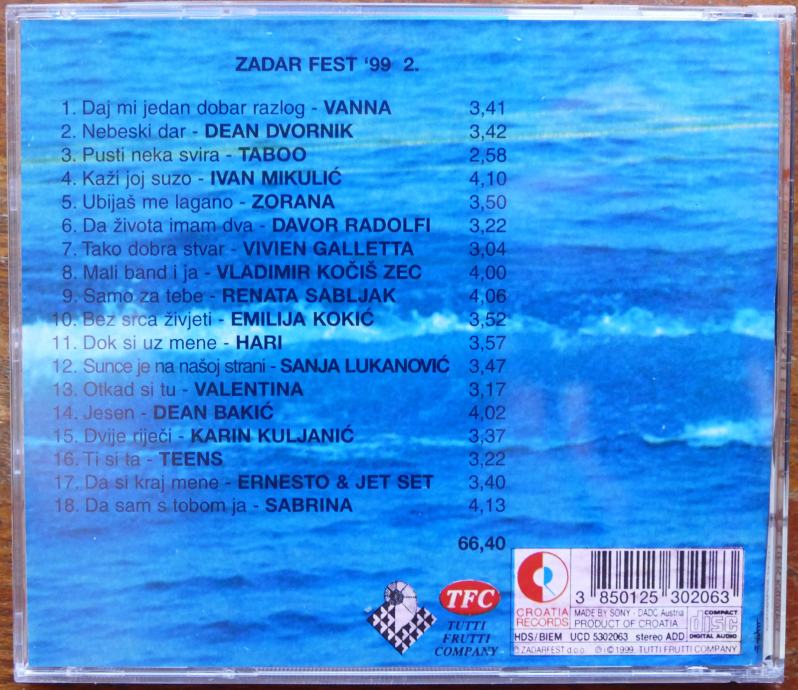 ZADAR FEST '99 2.
1. Daj mi jedan dobar razlog - VANNA 3,41
2. Nebeski dar - DEAN DVORNIK 3,42
3. Pusti neka svira - TABOO 2,58
4. Kaži joj suzo - IVAN MIKULIĆ 4,10
5. Ubijaš me lagano - ZORANA 3,50
6. Da života imam dva - DAVOR RADOLFI 3,22
7. Tako dobra stvar - VIVIEN GALLETTA 3,04
8. Mali band i ja - VLADIMIR KOČIŠ ZEC 4,00
9. Samo za tebe - RENATA SABLJAK 4,06
10. Bez srca živjeti - EMILIJA KOKIĆ 3,52
11. Dok si uz mene - HARI 3,57
12. Sunce je na našoj strani - SANJA LUKANOVIĆ 3,47
13. Otkad si tu - VALENTINA 3,17
14. Jesen - DEAN BAKIĆ 4,02
15. Dvije riječi - KARIN KULJANIĆ 3,37
16. Ti si ta - TEENS 3,22
17. Da si kraj mene - ERNESTO & JET SET 3,40
18. Da sam s tobom ja - SABRINA 4,13
66,40
TFC
TUTTI
FRUTTI
COMPANY
CROATIA
RECORDS
3 850125 302063
MADE BY SONY - DADC Austria
PRODUCT OF CROATIA
COMPACT
disc
DIGITAL AUDIO
HDS/BIEM UCD 5302063 stereo ADD
℗ ZADARFEST d.o.o. ℗ i © 1999. TUTTI FRUTTI COMPANY